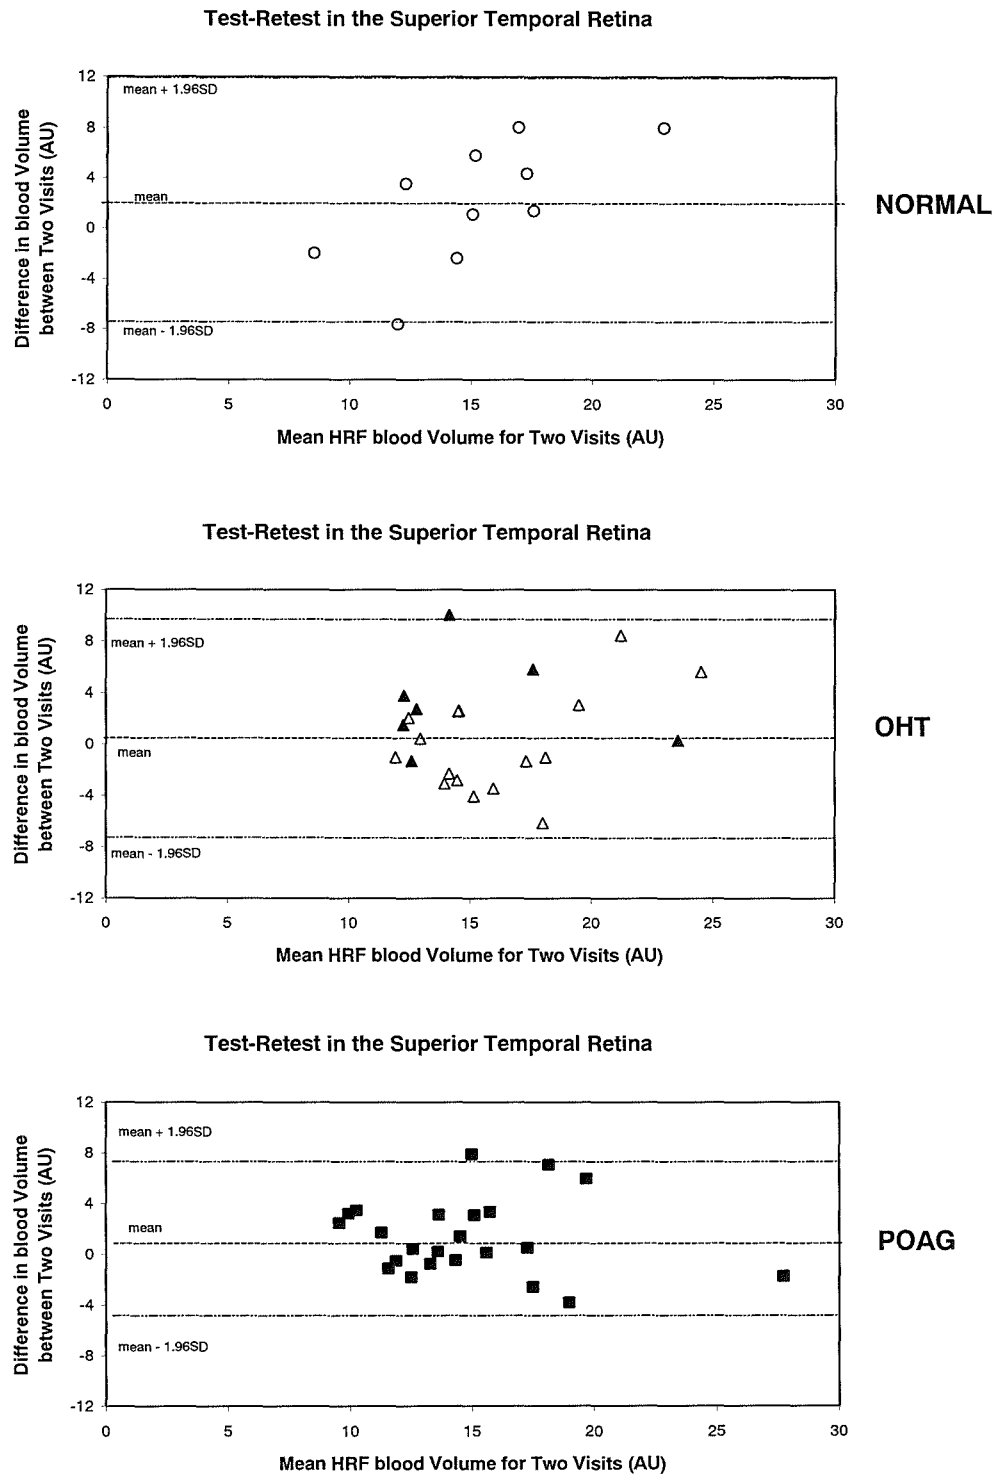 Test-Retest in the Superior Temporal Retina
Difference in blood Volume
between Two Visits (AU)
12
8
4
0
-4
-8
-12
mean + 1.96SD
mean
mean - 1.96SD
0 5 10 15 20 25 30
Mean HRF blood Volume for Two Visits (AU)
NORMAL
Test-Retest in the Superior Temporal Retina
Difference in blood Volume
between Two Visits (AU)
12
8
4
0
-4
-8
-12
mean + 1.96SD
mean
mean - 1.96SD
0 5 10 15 20 25 30
Mean HRF blood Volume for Two Visits (AU)
OHT
Test-Retest in the Superior Temporal Retina
Difference in blood Volume
between Two Visits (AU)
12
8
4
0
-4
-8
-12
mean + 1.96SD
mean
mean - 1.96SD
0 5 10 15 20 25 30
Mean HRF blood Volume for Two Visits (AU)
POAG